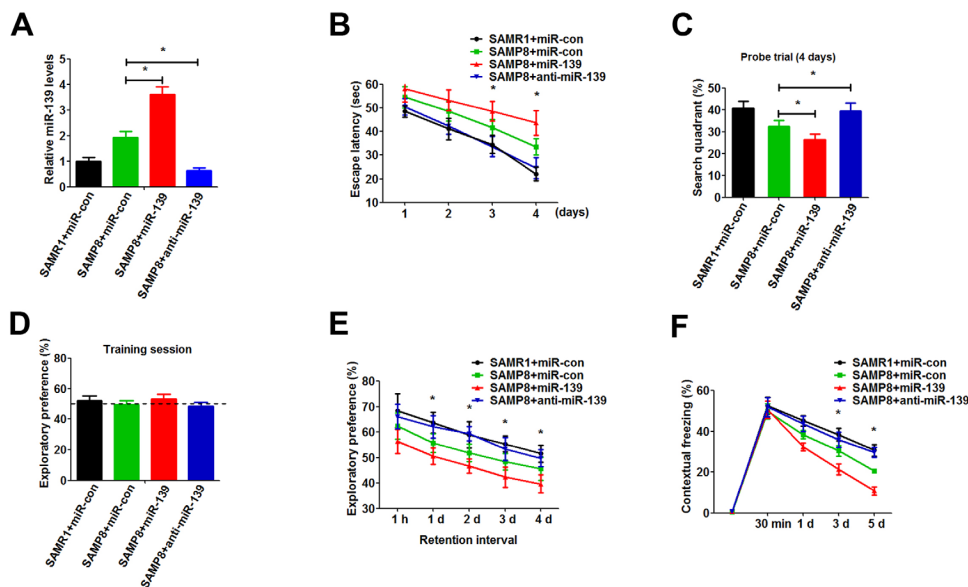 A
Relative miR-139 levels
5
4
3
2
1
0
*
*
SAMR1+miR-con
SAMP8+miR-con
SAMP8+miR-139
SAMP8+anti-miR-139
B
SAMR1+miR-con
SAMP8+miR-con
SAMP8+miR-139
SAMP8+anti-miR-139
Escape latency (sec)
60
50
40
30
20
10
* *
1 2 3 4 (days)
C
Probe trial (4 days)
Search quadrant (%)
50
40
30
20
10
0
*
*
SAMR1+miR-con
SAMP8+miR-con
SAMP8+miR-139
SAMP8+anti-miR-139
D
Training session
Exploratory preference (%)
80
60
40
20
0
SAMR1+miR-con
SAMP8+miR-con
SAMP8+miR-139
SAMP8+anti-miR-139
E
SAMR1+miR-con
SAMP8+miR-con
SAMP8+miR-139
SAMP8+anti-miR-139
Exploratory preference (%)
80
70
60
50
40
30
* * * *
1 h 1 d 2 d 3 d 4 d
Retention interval
F
SAMR1+miR-con
SAMP8+miR-con
SAMP8+miR-139
SAMP8+anti-miR-139
Contextual freezing (%)
60
40
20
0
* *
30 min 1 d 3 d 5 d